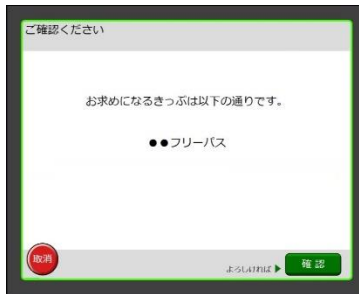 ご確認ください
お求めになるきっぷは以下の通りです。
●●フリーパス
取消
よろしければ▶
確認